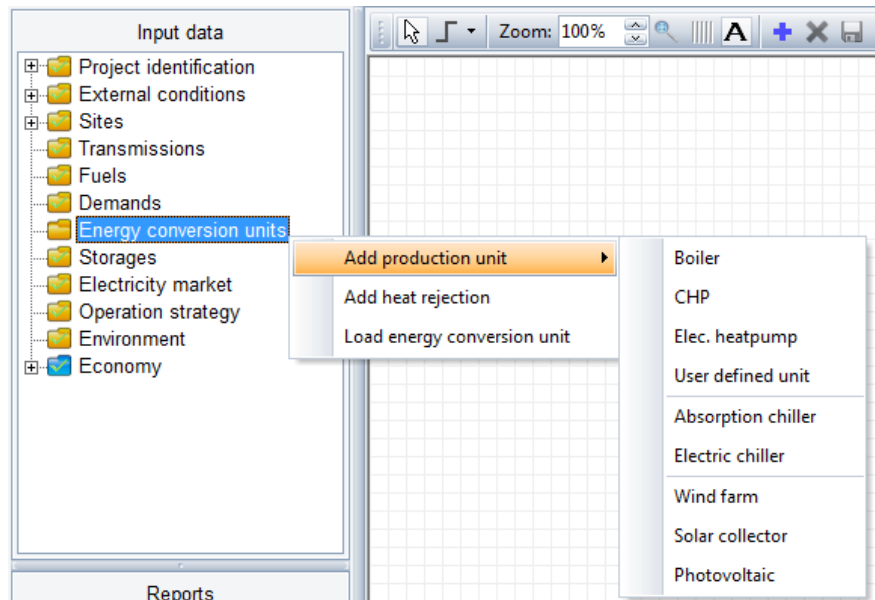 Input data
Project identification
External conditions
Sites
Transmissions
Fuels
Demands
Energy conversion units
Storages
Electricity market
Operation strategy
Environment
Economy
Reports
Zoom: 100%
A
Add production unit
Add heat rejection
Load energy conversion unit
Boiler
CHP
Elec. heatpump
User defined unit
Absorption chiller
Electric chiller
Wind farm
Solar collector
Photovoltaic